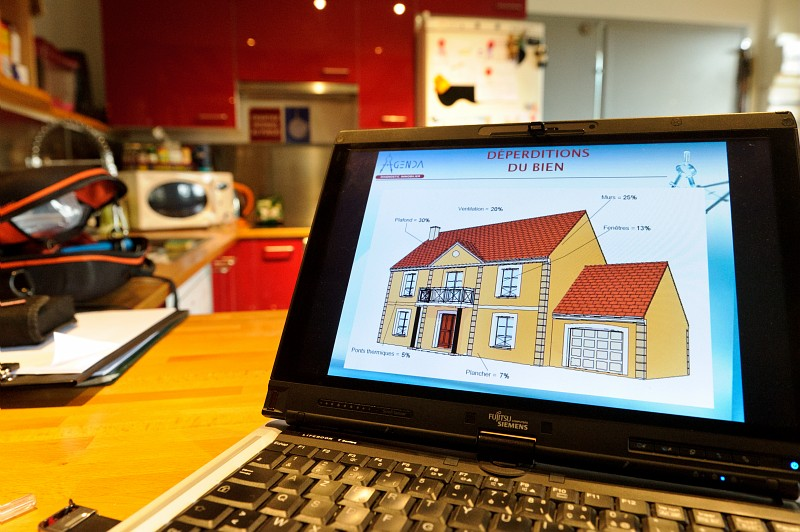 AGENDA
DÉPERDITIONS
DU BIEN
Ventilation = 20%
Murs = 25%
Plafond = 30%
Fenêtres = 13%
Ponts thermiques = 5%
Plancher = 7%
FUJITSU
SIEMENS
LIFEBOOK